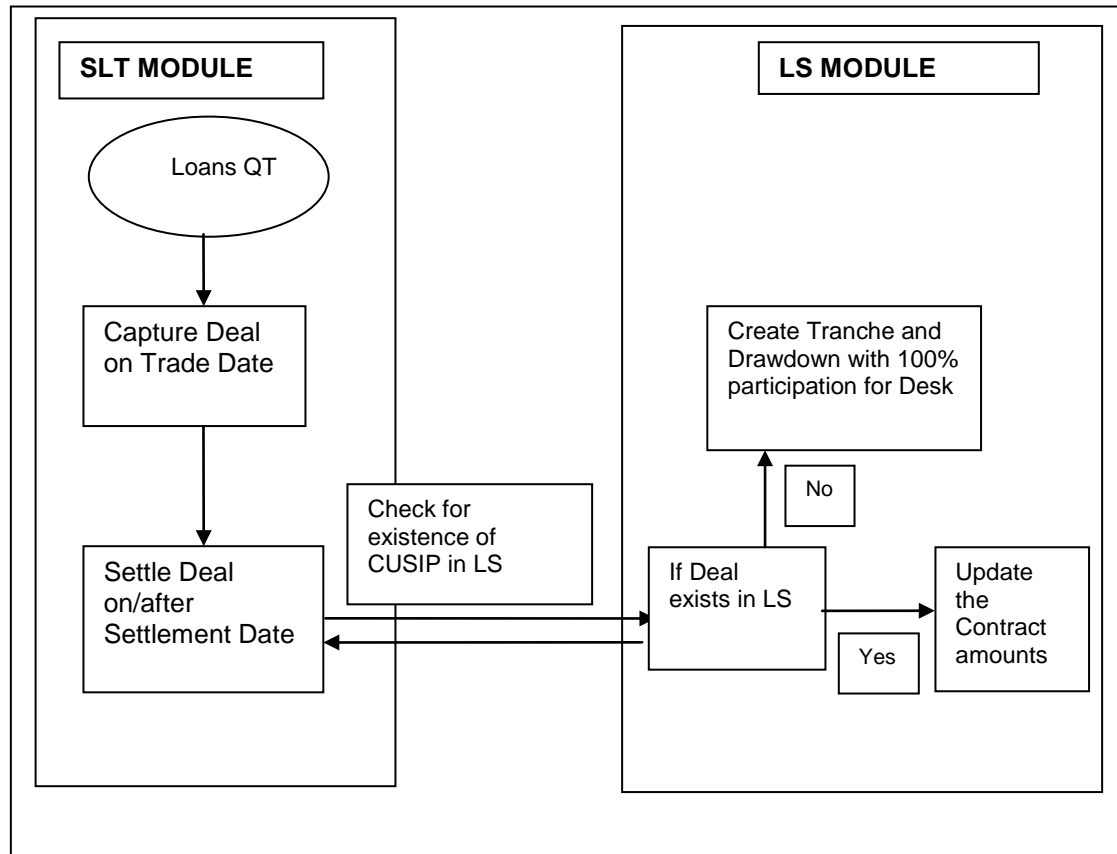 SLT MODULE
Loans QT
Capture Deal
on Trade Date
Settle Deal
on/after
Settlement Date
Check for
existence of
CUSIP in LS
LS MODULE
Create Tranche and
Drawdown with 100%
participation for Desk
No
If Deal
exists in LS
Yes
Update
the
Contract
amounts